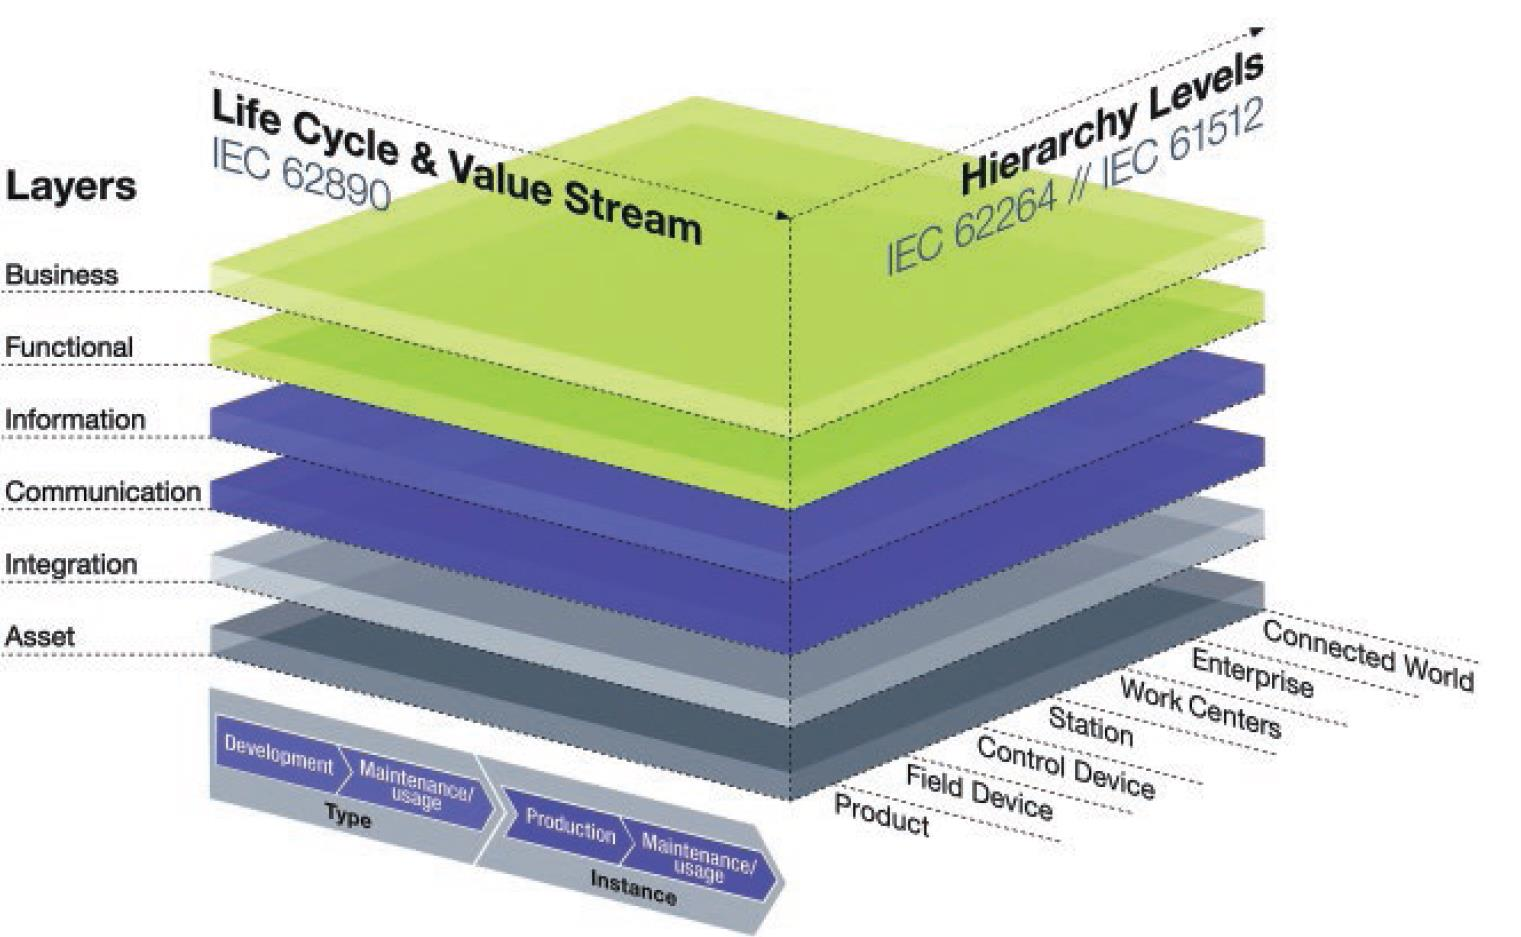 Life Cycle & Value Stream
IEC 62890
Hierarchy Levels
IEC 62264 // IEC 61512
Layers
Business
Functional
Information
Communication
Integration
Asset
Connected World
Enterprise
Work Centers
Station
Control Device
Field Device
Product
Development
Maintenance/
usage
Type
Production
Maintenance/
usage
Instance